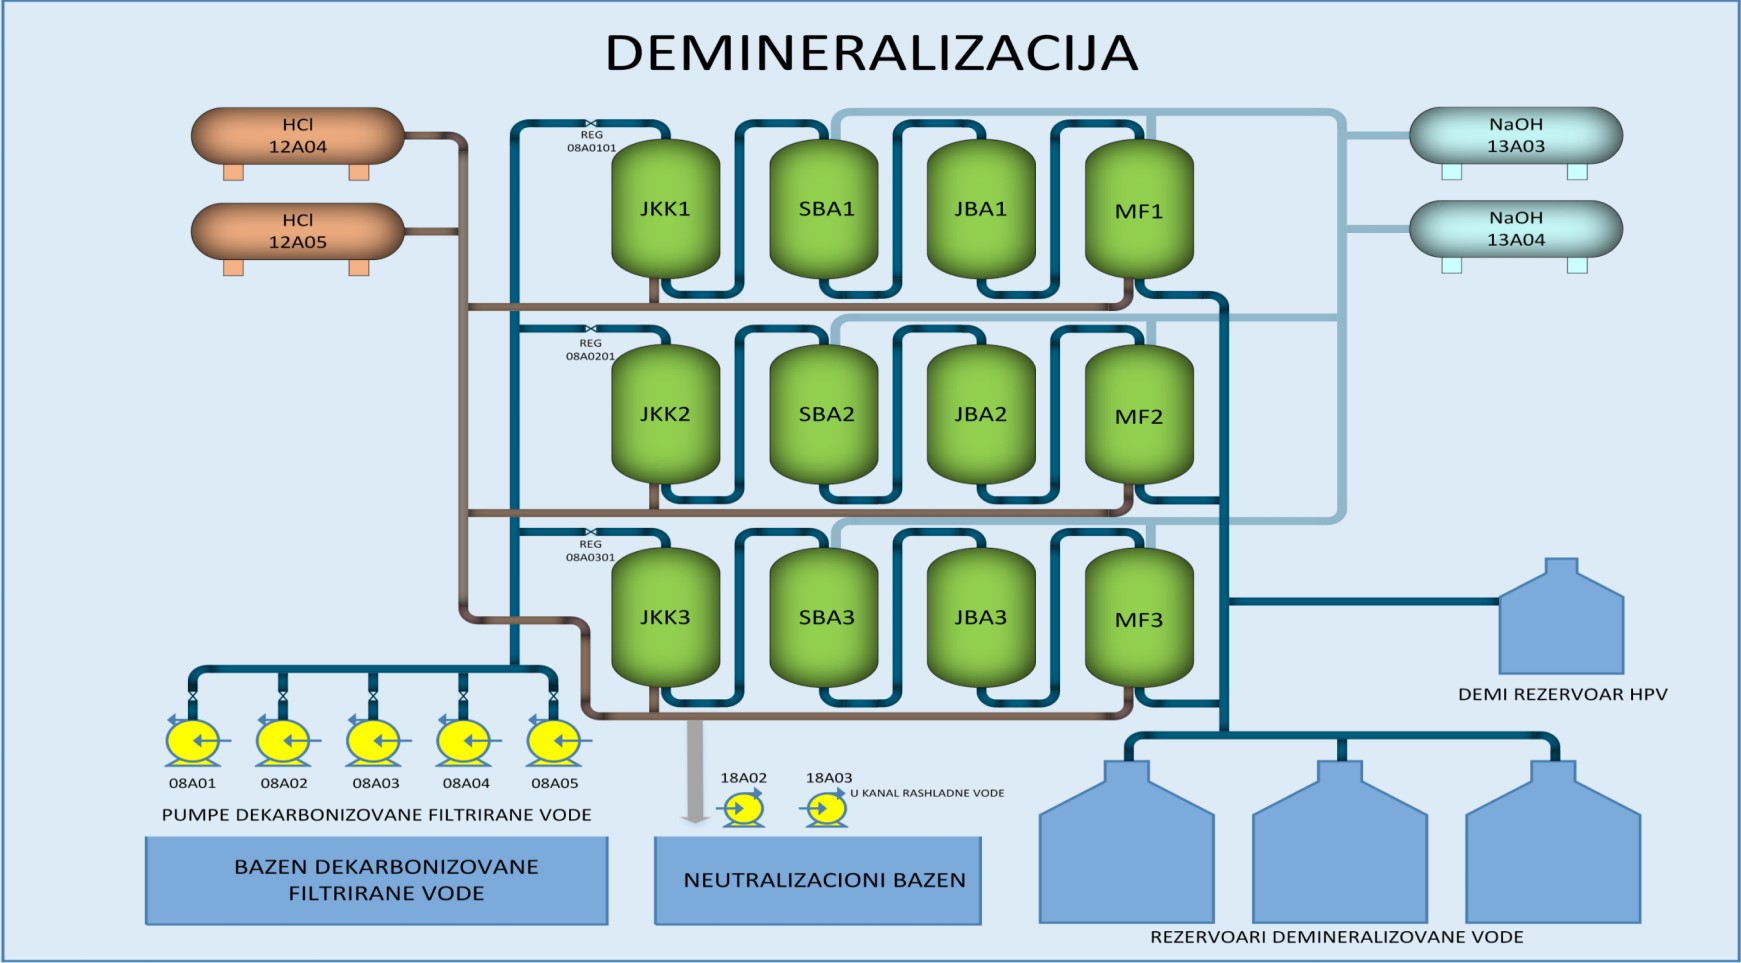 DEMINERALIZACIJA
HCl
12A04
HCl
12A05
NaOH
13A03
NaOH
13A04
REG
08A0101
JKK1
SBA1
JBA1
MF1
REG
08A0201
JKK2
SBA2
JBA2
MF2
REG
08A0301
JKK3
SBA3
JBA3
MF3
DEMI REZERVOAR HPV
08A01
08A02
08A03
08A04
08A05
PUMPE DEKARBONIZOVANE FILTRIRANE VODE
18A02
18A03
U KANAL RASHLADNE VODE
BAZEN DEKARBONIZOVANE
FILTRIRANE VODE
NEUTRALIZACIONI BAZEN
REZERVOARI DEMINERALIZOVANE VODE